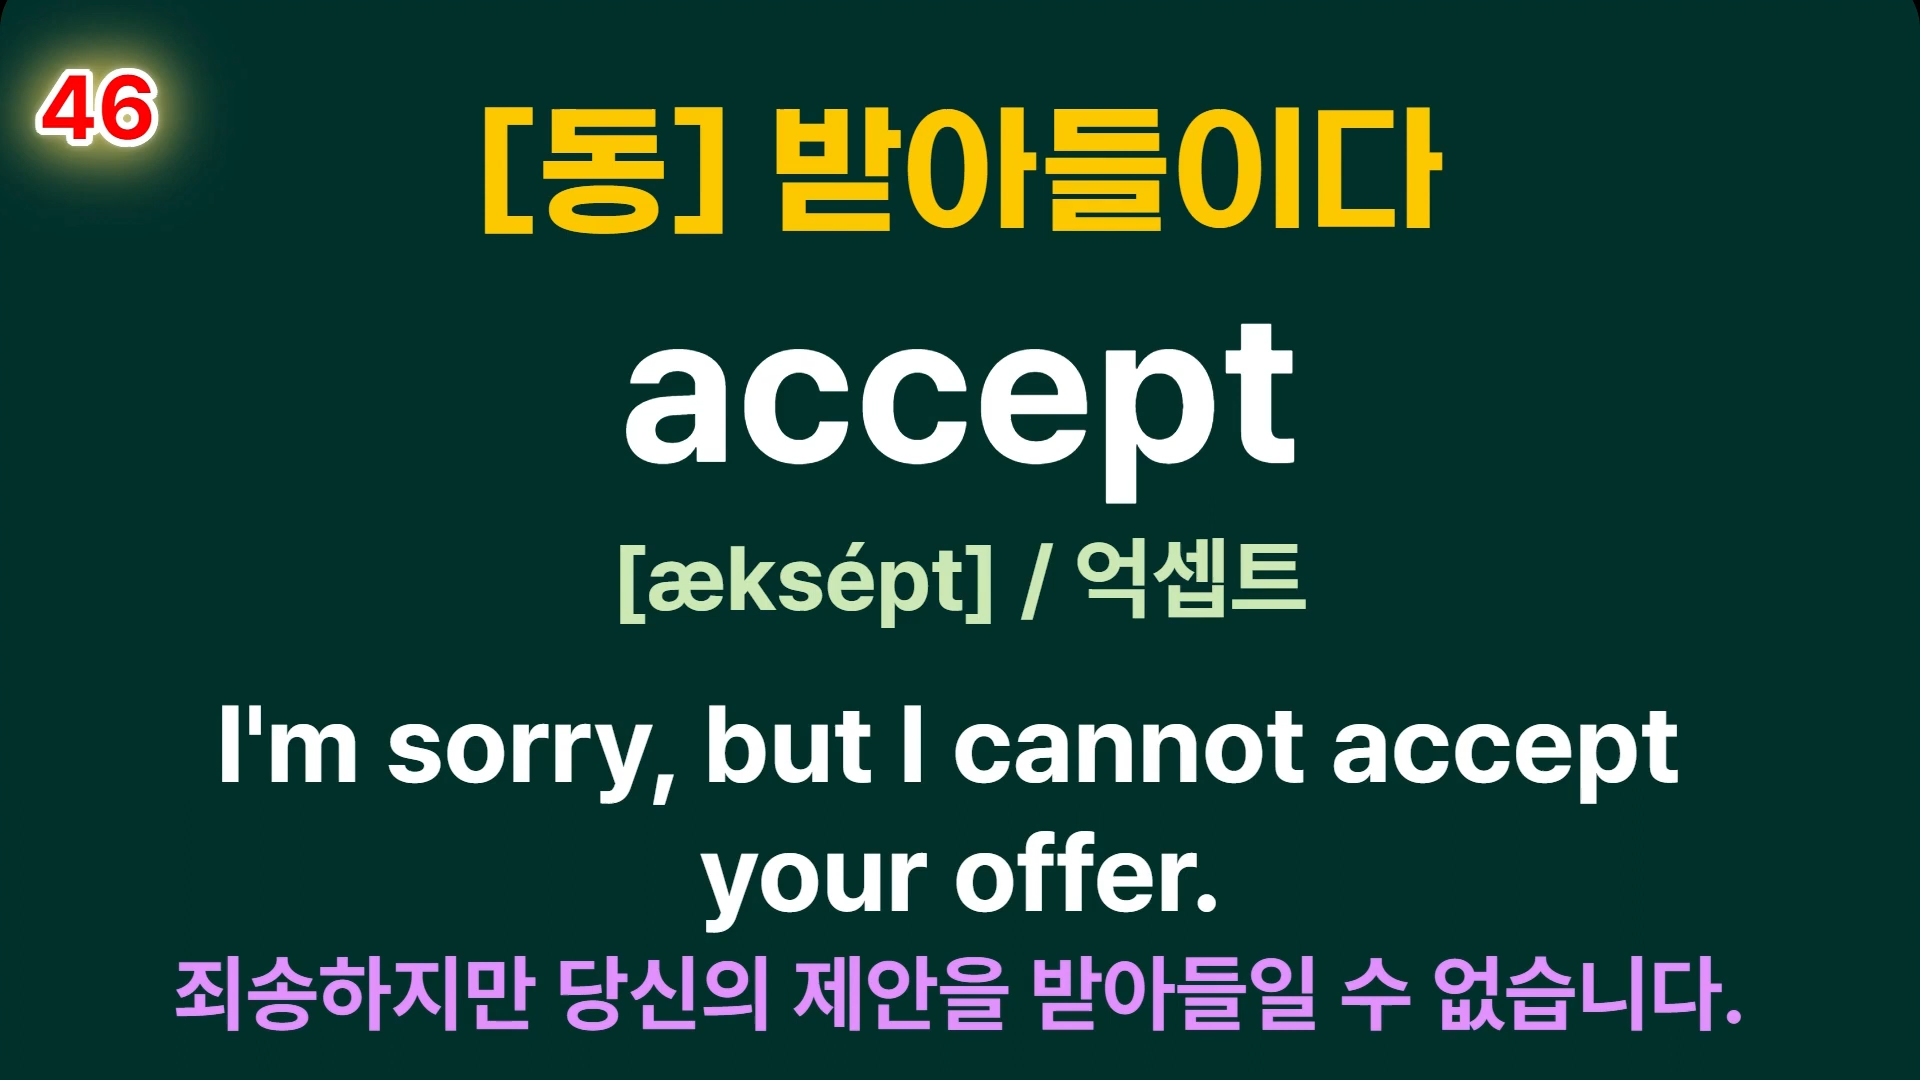 46
[동] 받아들이다
accept
[æksépt] / 억셉트
I'm sorry, but I cannot accept
your offer.
죄송하지만 당신의 제안을 받아들일 수 없습니다.